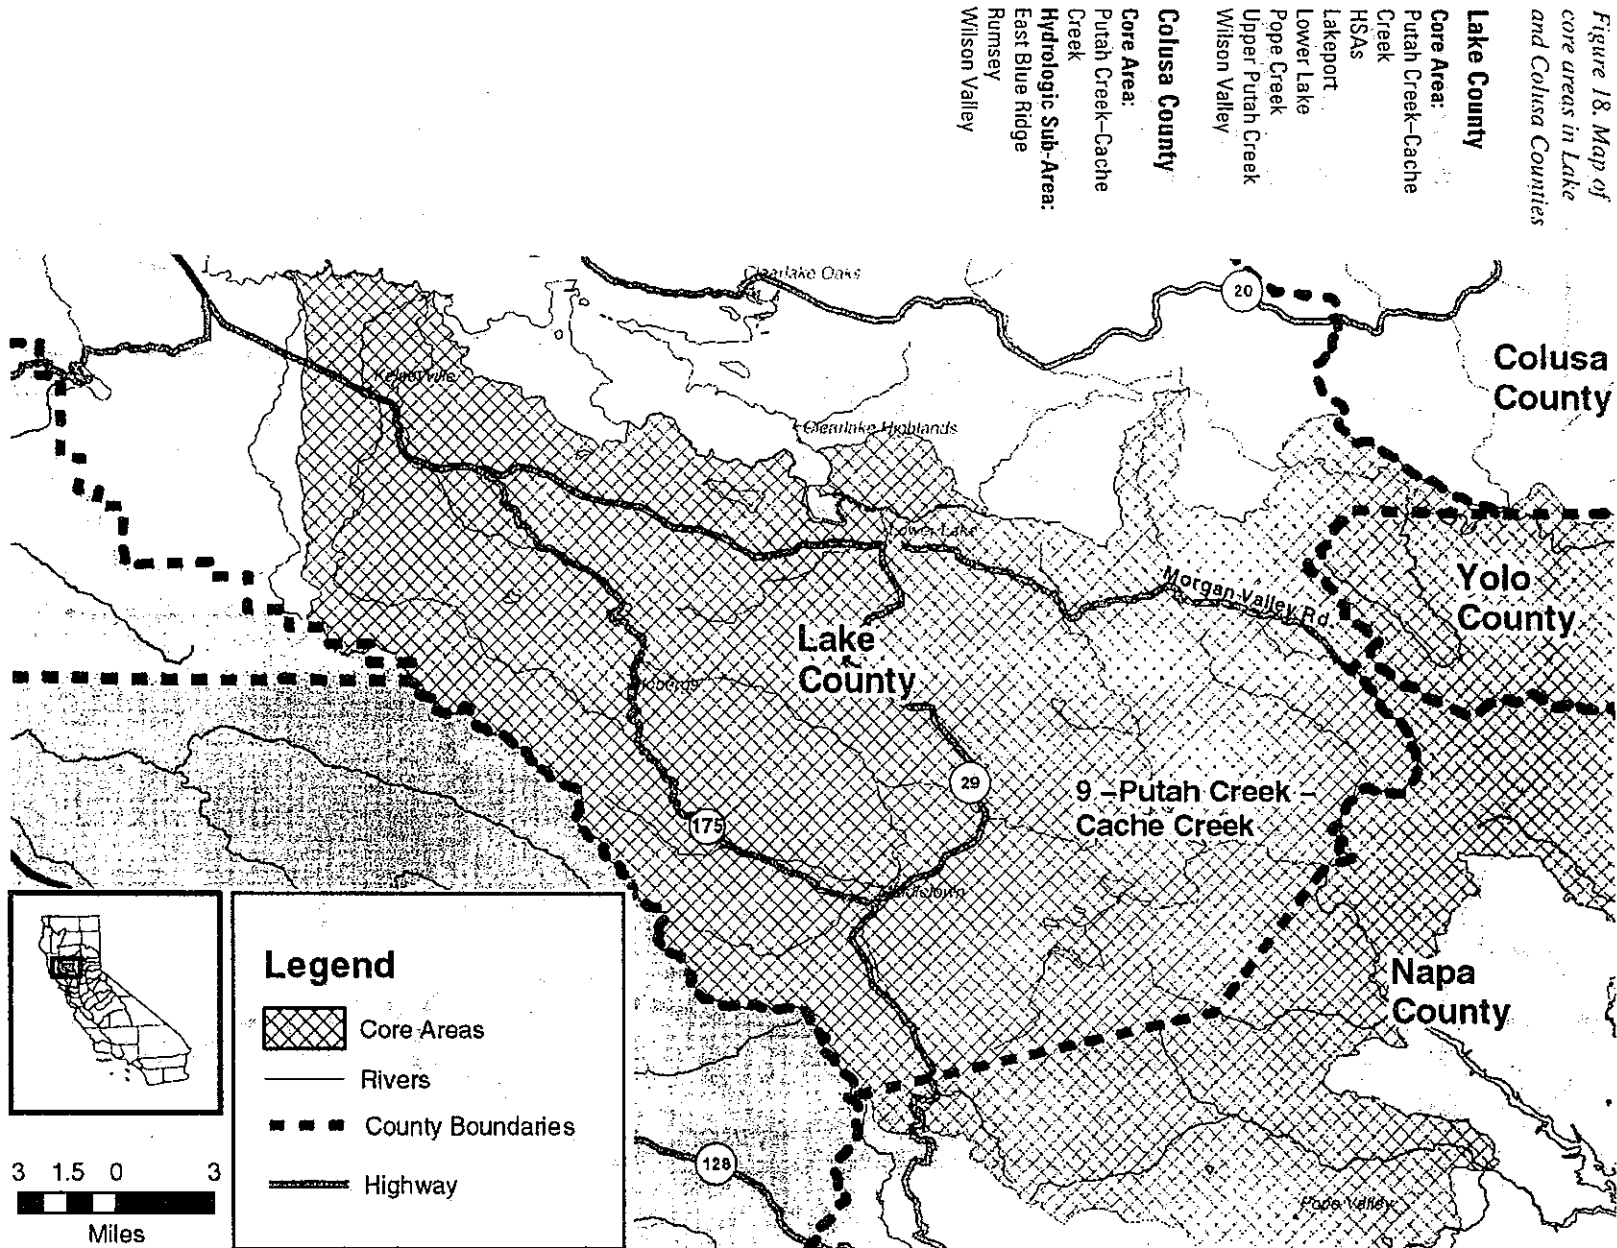 Figure 18. Map of
core areas in Lake
and Colusa Counties
Lake County
Core Area:
Putah Creek–Cache
Creek
HSAs
Lakeport
Lower Lake
Pope Creek
Upper Putah Creek
Wilson Valley
Colusa County
Core Area:
Putah Creek–Cache
Creek
Hydrologic Sub-Area:
East Blue Ridge
Rumsey
Wilson Valley
Clearlake Oaks
20
Colusa
County
Kelseyville
Clearlake Highlands
Lower Lake
Morgan Valley Rd
Yolo
County
Lake
County
29
9 –Putah Creek –
Cache Creek
175
Middletown
Napa
County
128
Pope Valley
Legend
Core Areas
Rivers
County Boundaries
Highway
3 1.5 0 3
Miles